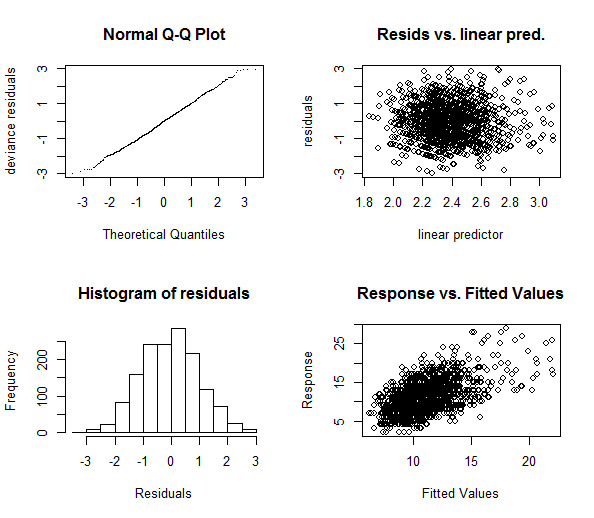 Normal Q-Q Plot
deviance residuals
3
1
-1
-3
-3 -2 -1 0 1 2 3
Theoretical Quantiles
Resids vs. linear pred.
residuals
3
1
-1
-3
1.8 2.0 2.2 2.4 2.6 2.8 3.0
linear predictor
Histogram of residuals
Frequency
200
100
0
-3 -2 -1 0 1 2 3
Residuals
Response vs. Fitted Values
Response
25
15
5
10 15 20
Fitted Values